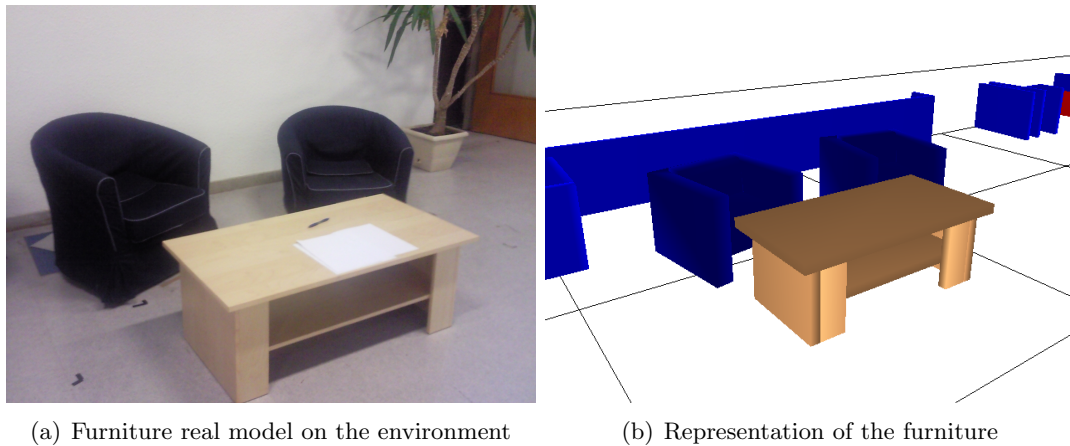 (a) Furniture real model on the environment
(b) Representation of the furniture